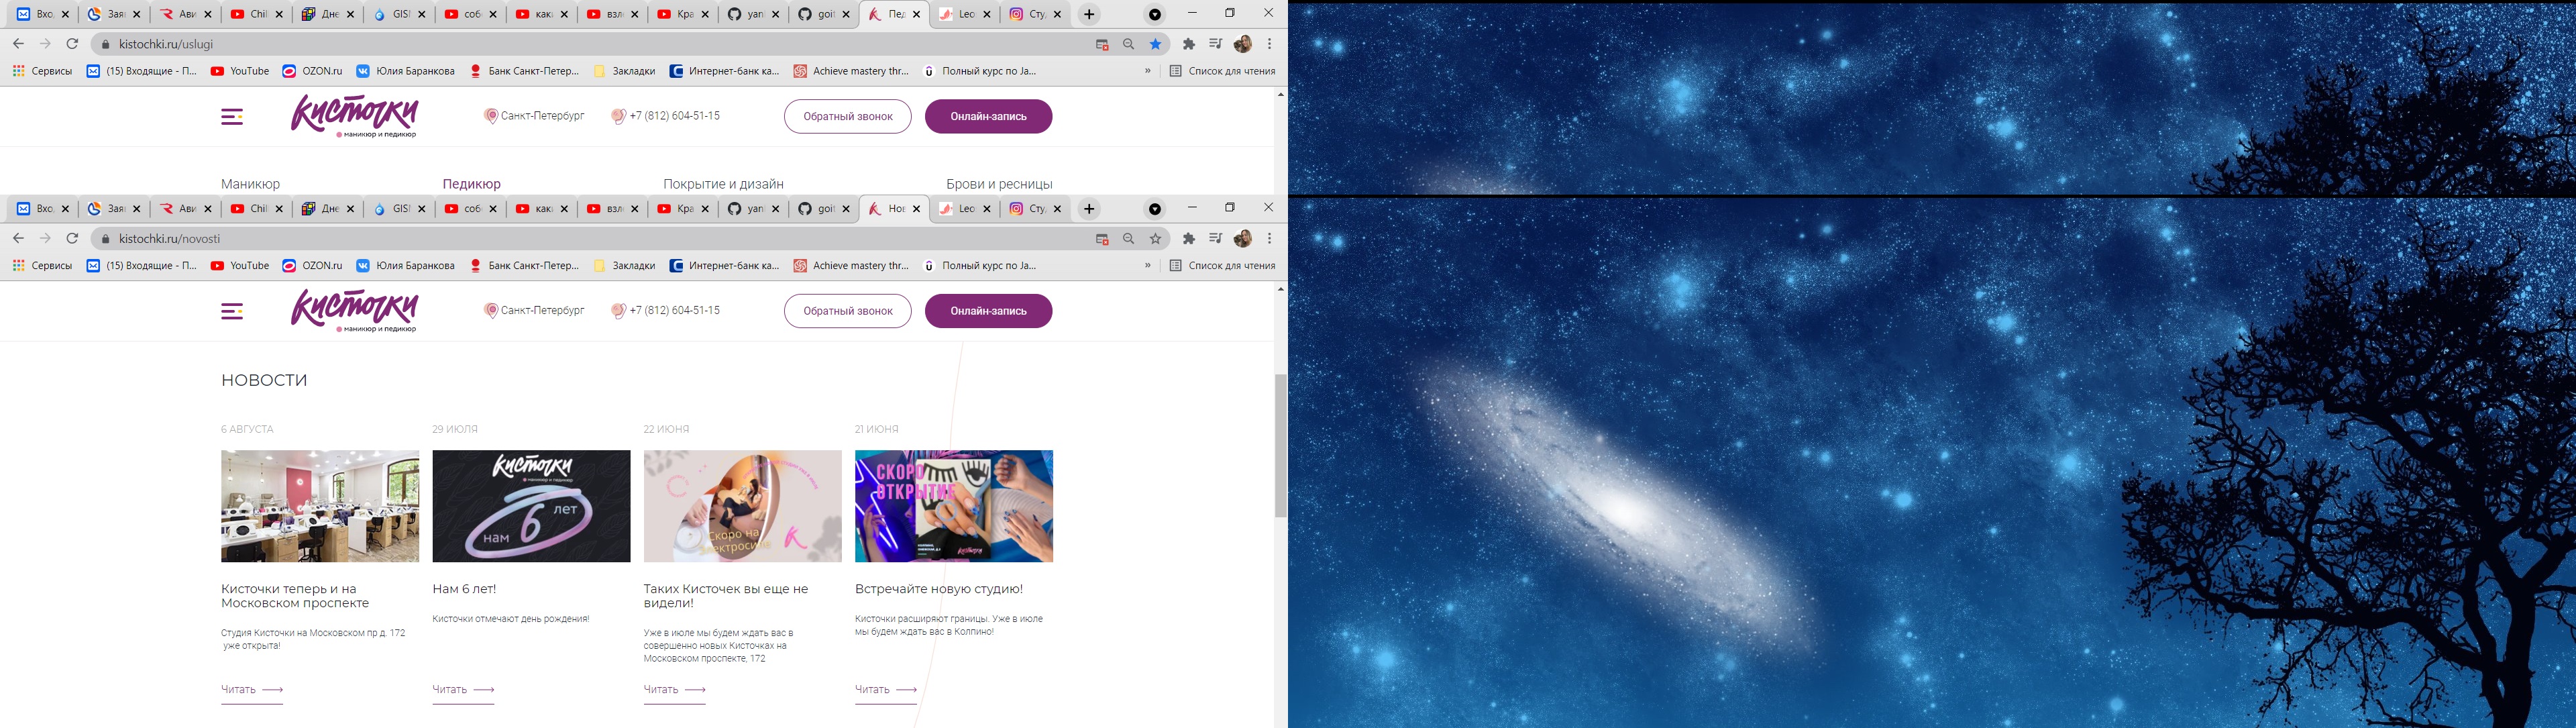 Вхо
Зая
Ави
Chil
Дне
GISI
соб
как
взл
Кра
yanl
goit
Пед
Leo
Сту
kistochki.ru/uslugi
Сервисы
(15) Входящие - П...
YouTube
OZON.ru
Юлия Баранкова
Банк Санкт-Петер...
Закладки
Интернет-банк ка...
Achieve mastery thr...
Полный курс по Ja...
»
Список для чтения
Кисточки
маникюр и педикюр
Санкт-Петербург
+7 (812) 604-51-15
Обратный звонок
Онлайн-запись
Маникюр
Педикюр
Покрытие и дизайн
Брови и ресницы
Вхо
Зая
Ави
Chil
Дне
GISI
соб
как
взл
Кра
yanl
goit
Нов
Leo
Сту
kistochki.ru/novosti
Сервисы
(15) Входящие - П...
YouTube
OZON.ru
Юлия Баранкова
Банк Санкт-Петер...
Закладки
Интернет-банк ка...
Achieve mastery thr...
Полный курс по Ja...
»
Список для чтения
Кисточки
маникюр и педикюр
Санкт-Петербург
+7 (812) 604-51-15
Обратный звонок
Онлайн-запись
НОВОСТИ
6 АВГУСТА
Кисточки теперь и на
Московском проспекте
Студия Кисточки на Московском пр д. 172
уже открыта!
Читать
29 ИЮЛЯ
Кисточки
маникюр и педикюр
нам 6 лет
Нам 6 лет!
Кисточки отмечают день рождения!
Читать
22 ИЮНЯ
Скоро на
Электросиле
Таких Кисточек вы еще не
видели!
Уже в июле мы будем ждать вас в
совершенно новых Кисточках на
Московском проспекте, 172
Читать
21 ИЮНЯ
СКОРО
ОТКРЫТИЕ
Кисточки
Встречайте новую студию!
Кисточки расширяют границы. Уже в июле
мы будем ждать вас в Колпино!
Читать